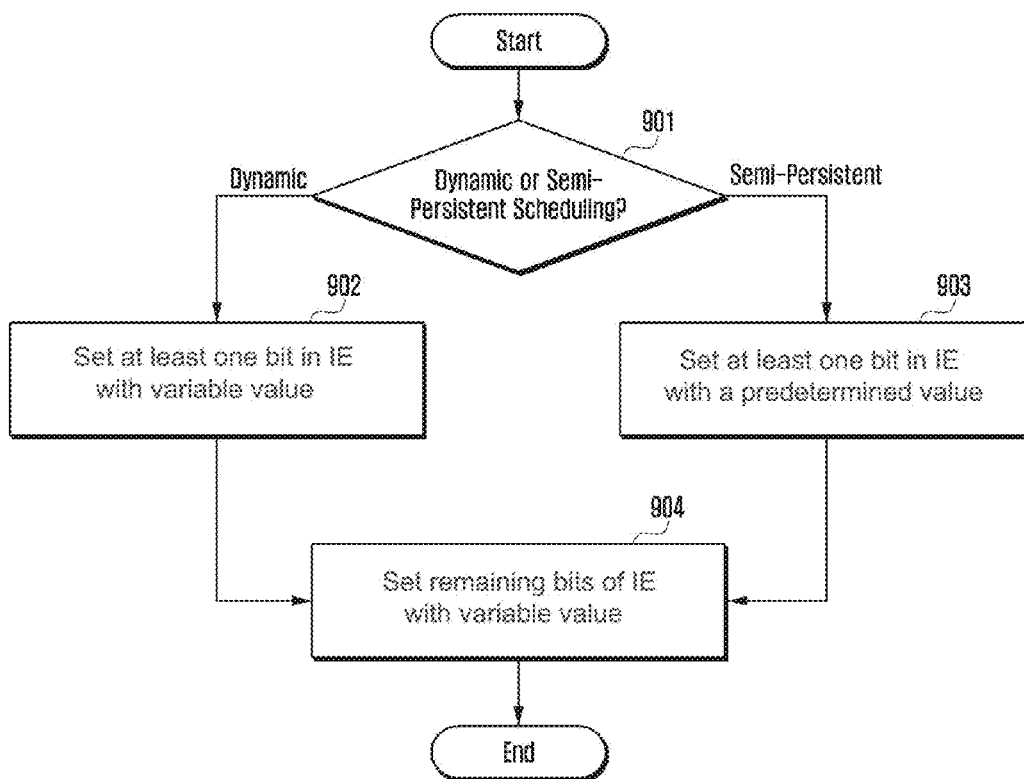 Start
901
Dynamic
Dynamic or Semi-
Persistent Scheduling?
Semi-Persistent
902
Set at least one bit in IE
with variable value
903
Set at least one bit in IE
with a predetermined value
904
Set remaining bits of IE
with variable value
End